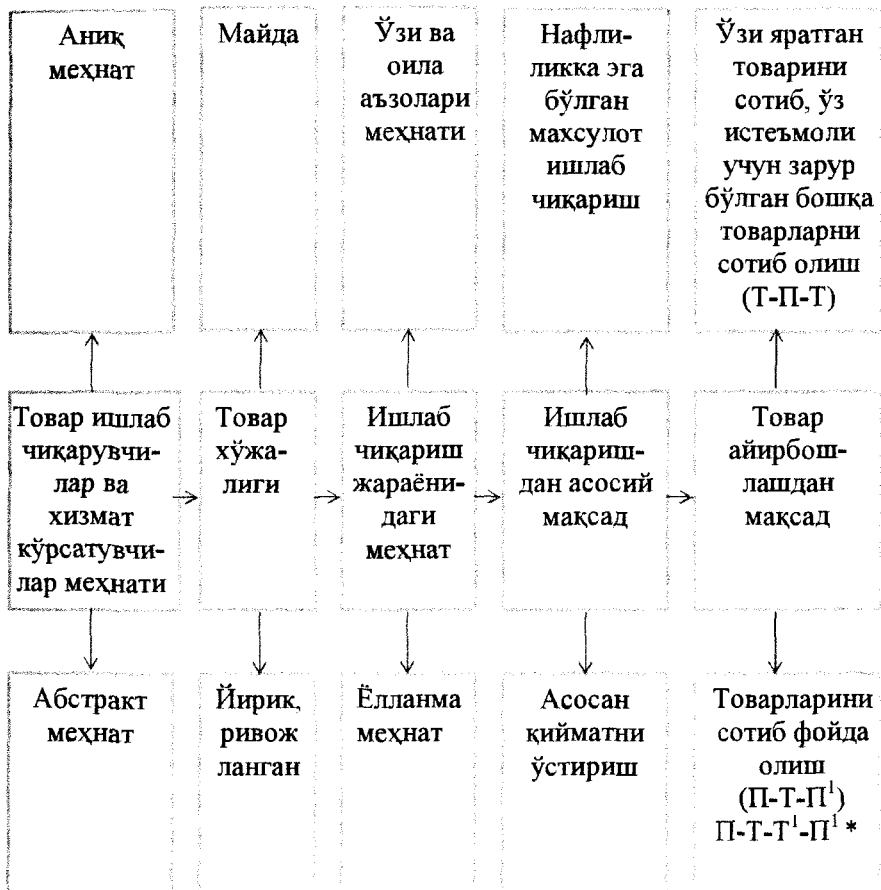 Аниқ
меҳнат
Майда
Ўзи ва
оила
аъзолари
меҳнати
Нафли-
ликка эга
бўлган
махсулот
ишлаб
чиқариш
Ўзи яратган
товарини
сотиб, ўз
истеъмоли
учун зарур
бўлган бошқа
товарларни
сотиб олиш
(Т-П-Т)
Товар ишлаб
чиқарувчи-
лар ва
хизмат
кўрсатувчи-
лар меҳнати
Товар
хўжа-
лиги
Ишлаб
чиқариш
жараёни-
даги
меҳнат
Ишлаб
чиқариш-
дан асосий
мақсад
Товар
айирбош-
лашдан
мақсад
Абстракт
меҳнат
Йирик,
ривож
ланган
Ёлланма
меҳнат
Асосан
қийматни
ўстириш
Товарларини
сотиб фойда
олиш
(П-Т-П¹)
П-Т-Т¹-П¹ *